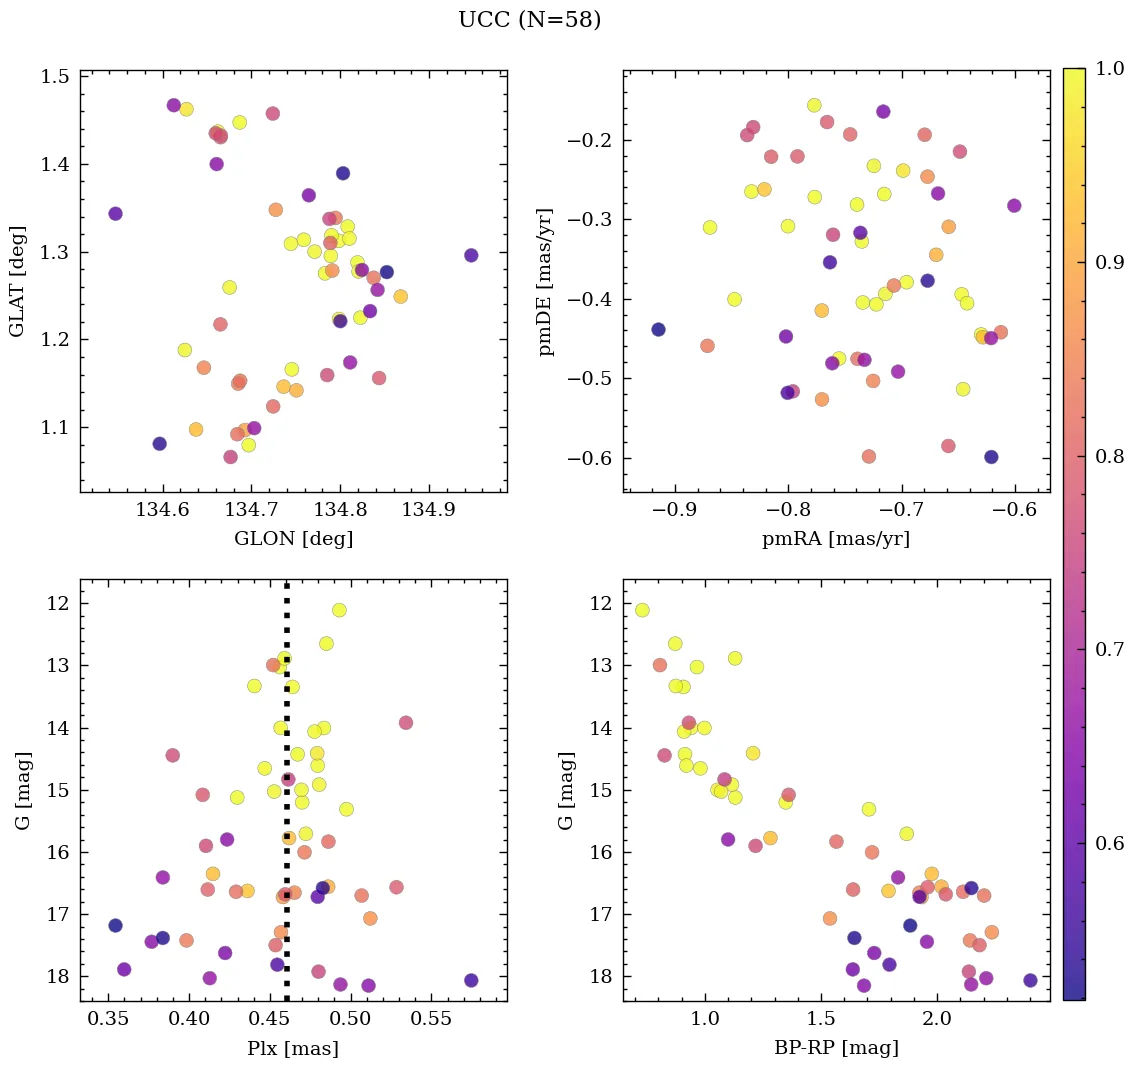 UCC (N=58)
1.5
1.4
1.3
1.2
1.1
GLAT [deg]
134.6 134.7 134.8 134.9
GLON [deg]
−0.2
−0.3
−0.4
−0.5
−0.6
pmDE [mas/yr]
−0.9 −0.8 −0.7 −0.6
pmRA [mas/yr]
1.0
0.9
0.8
0.7
0.6
12
13
14
15
16
17
18
G [mag]
0.35 0.40 0.45 0.50 0.55
Plx [mas]
12
13
14
15
16
17
18
G [mag]
1.0 1.5 2.0
BP-RP [mag]